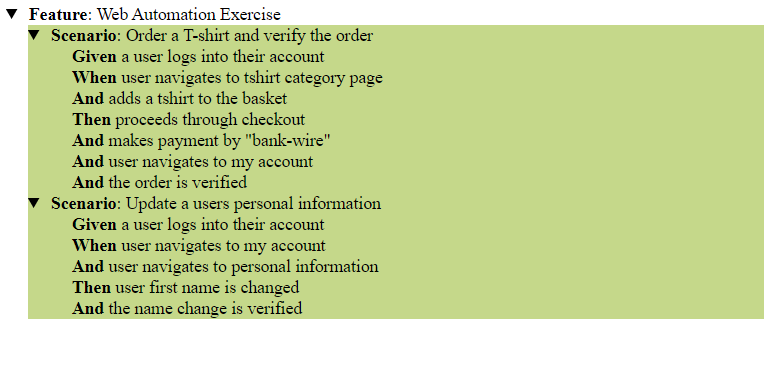 Feature: Web Automation Exercise
Scenario: Order a T-shirt and verify the order
Given a user logs into their account
When user navigates to tshirt category page
And adds a tshirt to the basket
Then proceeds through checkout
And makes payment by "bank-wire"
And user navigates to my account
And the order is verified
Scenario: Update a users personal information
Given a user logs into their account
When user navigates to my account
And user navigates to personal information
Then user first name is changed
And the name change is verified